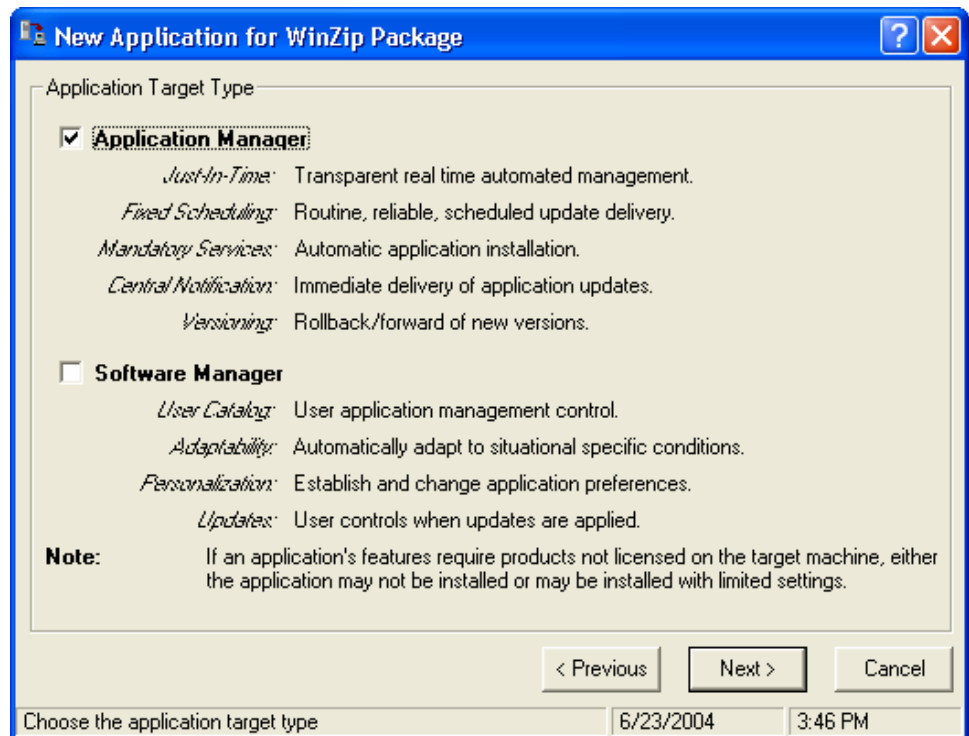 New Application for WinZip Package
Application Target Type
Application Manager
Just-In-Time: Transparent real time automated management.
Fixed Scheduling: Routine, reliable, scheduled update delivery.
Mandatory Services: Automatic application installation.
Central Notification: Immediate delivery of application updates.
Versioning: Rollback/forward of new versions.
Software Manager
User Catalog: User application management control.
Adaptability: Automatically adapt to situational specific conditions.
Personalization: Establish and change application preferences.
Updates: User controls when updates are applied.
Note: If an application's features require products not licensed on the target machine, either
the application may not be installed or may be installed with limited settings.
< Previous Next > Cancel
Choose the application target type 6/23/2004 3:46 PM